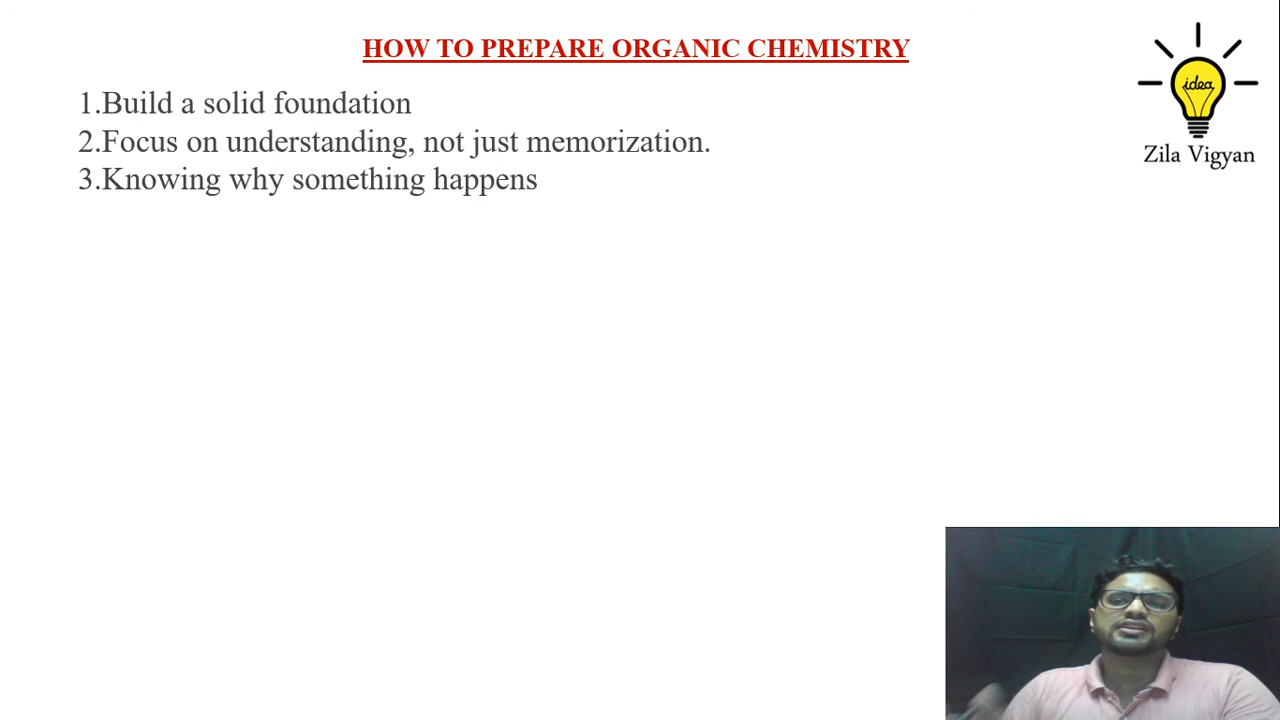 HOW TO PREPARE ORGANIC CHEMISTRY
1.Build a solid foundation
2.Focus on understanding, not just memorization.
3.Knowing why something happens
idea
Zila Vigyan